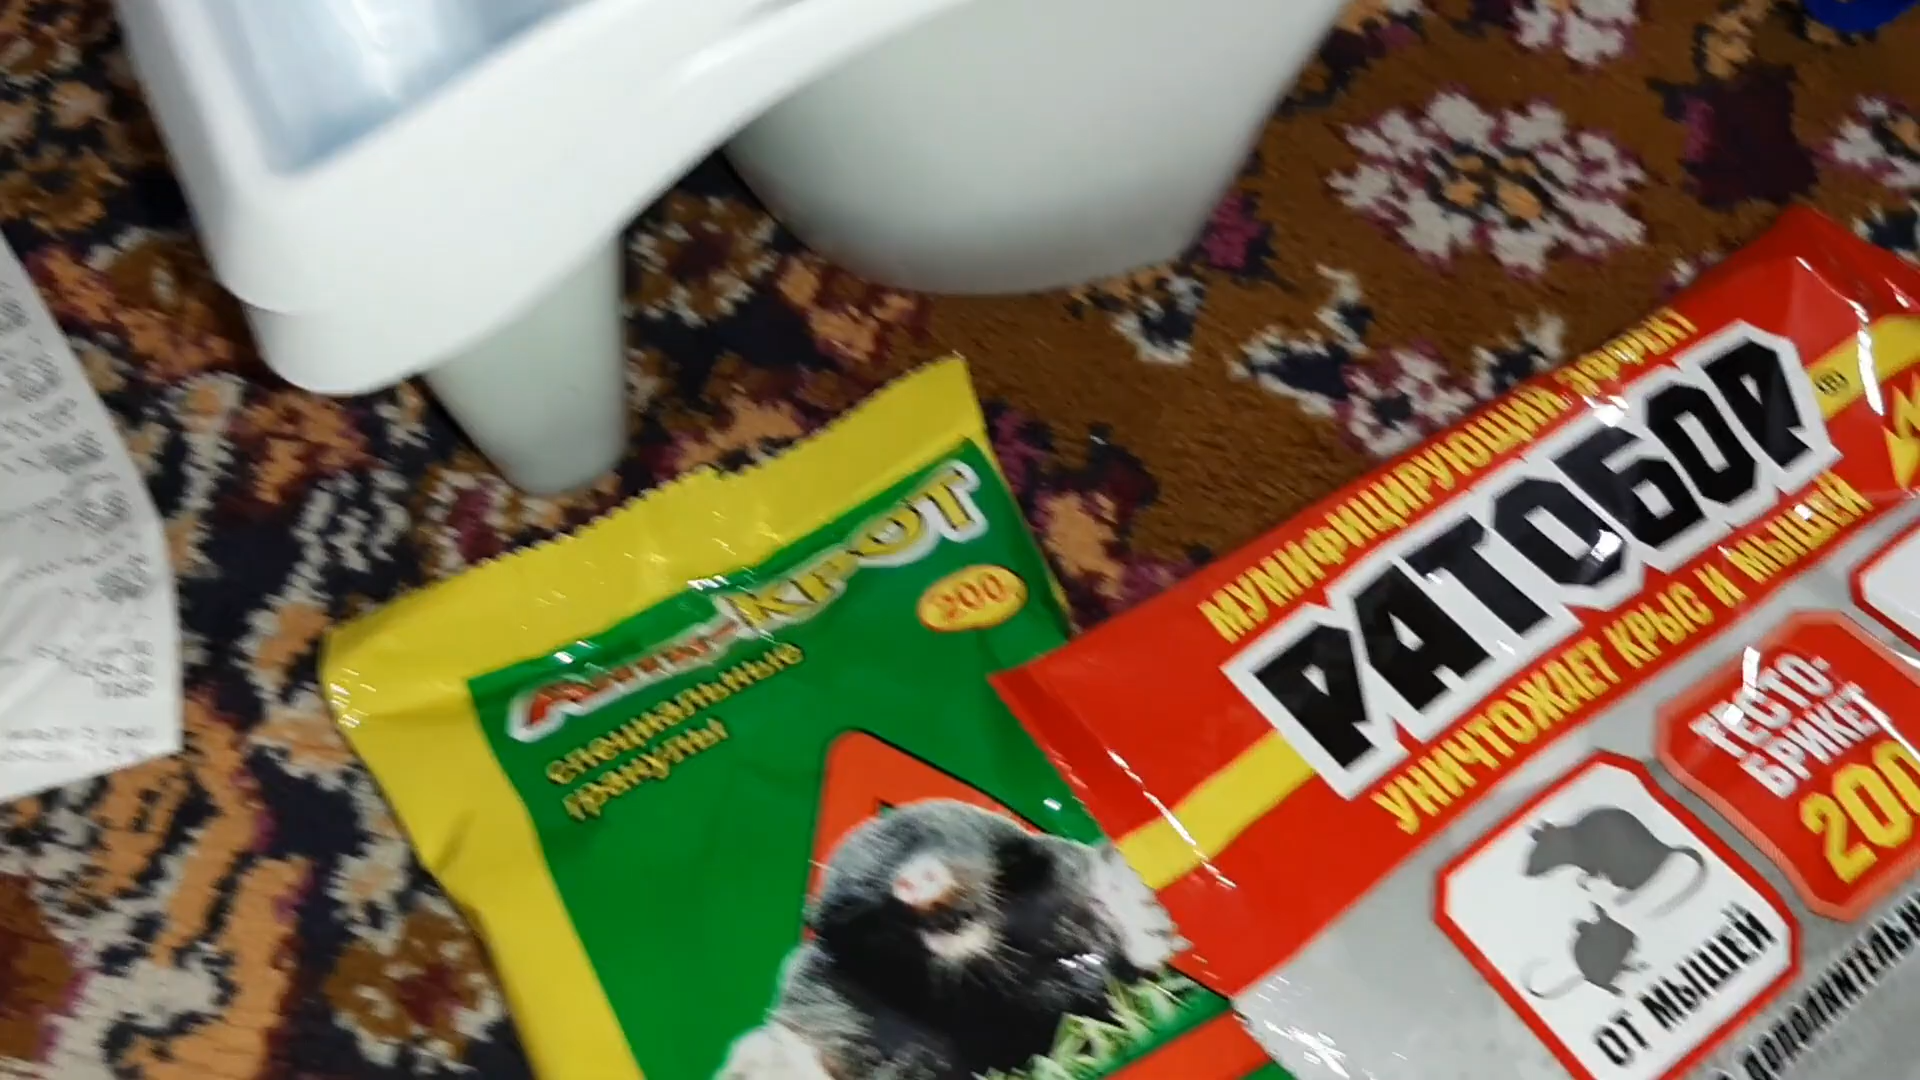 Анти-КРОТ
200
специальные
гранулы
МУМИФИЦИРУЮЩИЙ ЭФФЕКТ
РАТОБОР
УНИЧТОЖАЕТ КРЫС И МЫШЕЙ
ТЕСТО-
БРИКЕТ
200
ОТ МЫШЕЙ